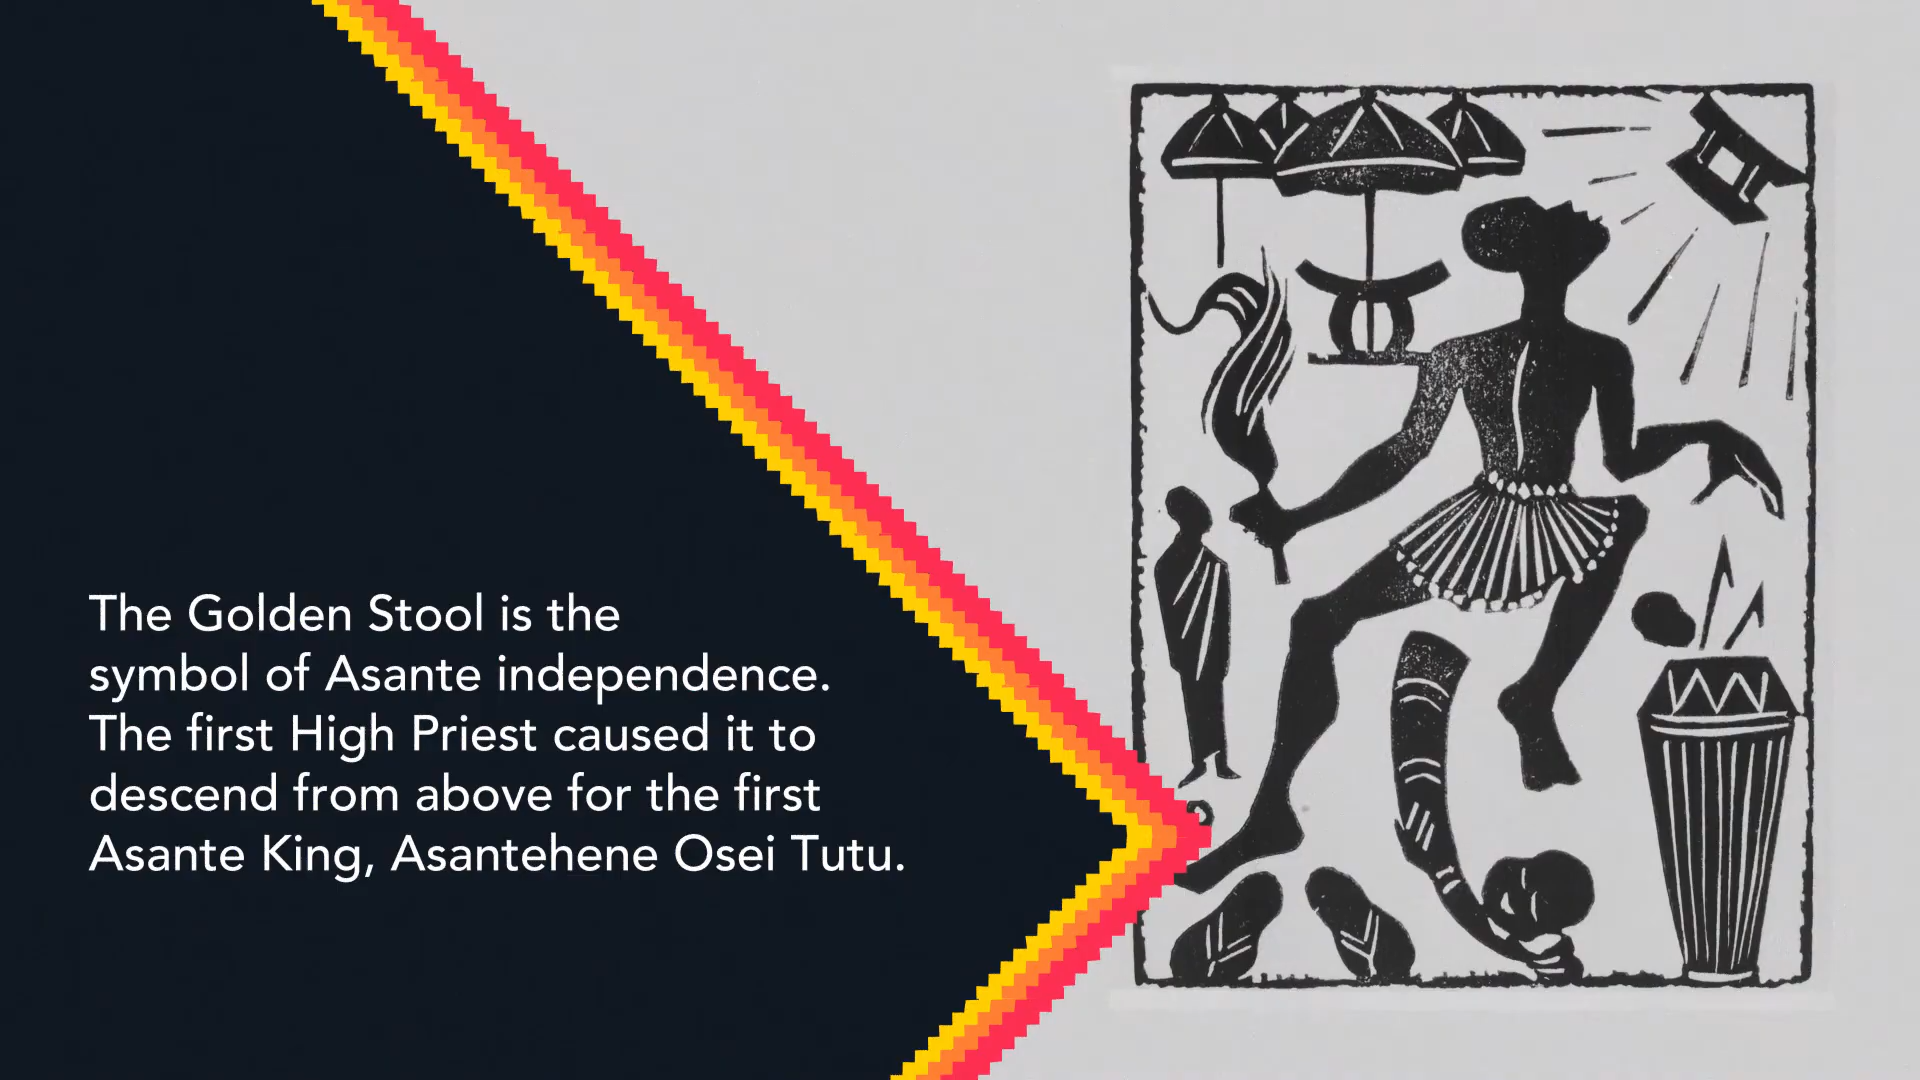 The Golden Stool is the
symbol of Asante independence.
The first High Priest caused it to
descend from above for the first
Asante King, Asantehene Osei Tutu.